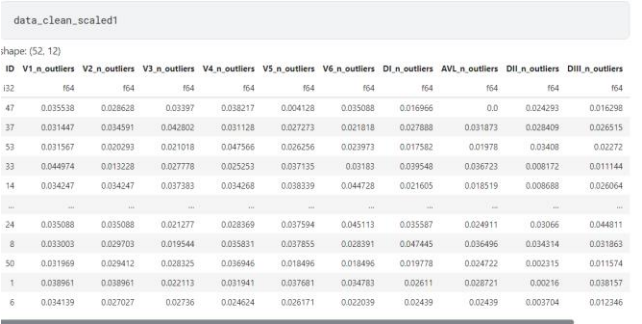 data_clean_scaled1
shape: (52, 12)
ID V1_n_outliers V2_n_outliers V3_n_outliers V4_n_outliers V5_n_outliers V6_n_outliers DI_n_outliers AVL_n_outliers DII_n_outliers DIII_n_outliers
i32 f64 f64 f64 f64 f64 f64 f64 f64 f64 f64
47 0.035538 0.028628 0.03397 0.038217 0.004128 0.035088 0.016966 0.0 0.024293 0.016298
37 0.031447 0.034591 0.042802 0.031128 0.027273 0.021818 0.027888 0.031873 0.028409 0.026515
53 0.031567 0.020293 0.021018 0.047566 0.026256 0.023973 0.017582 0.01978 0.03408 0.02272
33 0.044974 0.013228 0.027778 0.025253 0.037135 0.03183 0.039548 0.036723 0.008172 0.011144
14 0.034247 0.034247 0.037383 0.034268 0.038339 0.044728 0.021605 0.018519 0.008688 0.026064
... ... ... ... ... ... ... ... ... ... ...
24 0.035088 0.035088 0.021277 0.028369 0.037594 0.045113 0.035587 0.024911 0.03066 0.044811
8 0.033003 0.029703 0.019544 0.035831 0.037855 0.028391 0.047445 0.036496 0.034314 0.031863
50 0.031969 0.029412 0.028325 0.036946 0.018496 0.018496 0.019778 0.024722 0.002315 0.011574
1 0.038961 0.038961 0.022113 0.031941 0.037681 0.034783 0.02611 0.028721 0.00216 0.038157
6 0.034139 0.027027 0.02736 0.024624 0.026171 0.022039 0.02439 0.02439 0.003704 0.012346